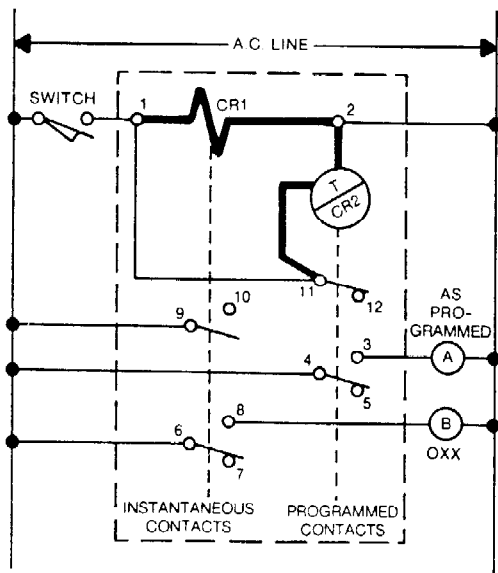 A.C. LINE
SWITCH
1
CR1
2
T
CR2
11
12
10
9
AS
PRO-
GRAMMED
3
A
4
5
8
B
6
OXX
7
INSTANTANEOUS
CONTACTS
PROGRAMMED
CONTACTS